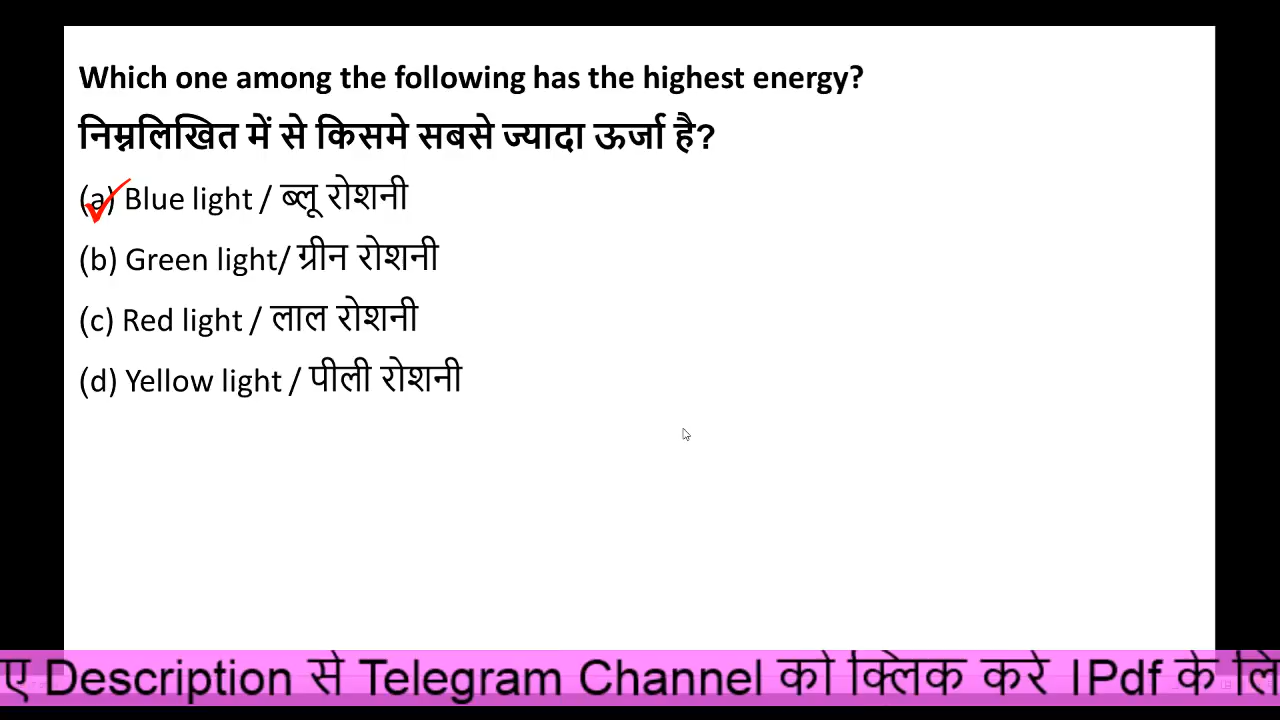 Which one among the following has the highest energy?
निम्नलिखित में से किसमे सबसे ज्यादा ऊर्जा है?
(a) Blue light / ब्लू रोशनी
(b) Green light/ ग्रीन रोशनी
(c) Red light / लाल रोशनी
(d) Yellow light / पीली रोशनी
ए Description से Telegram Channel को क्लिक करे ।Pdf के लि